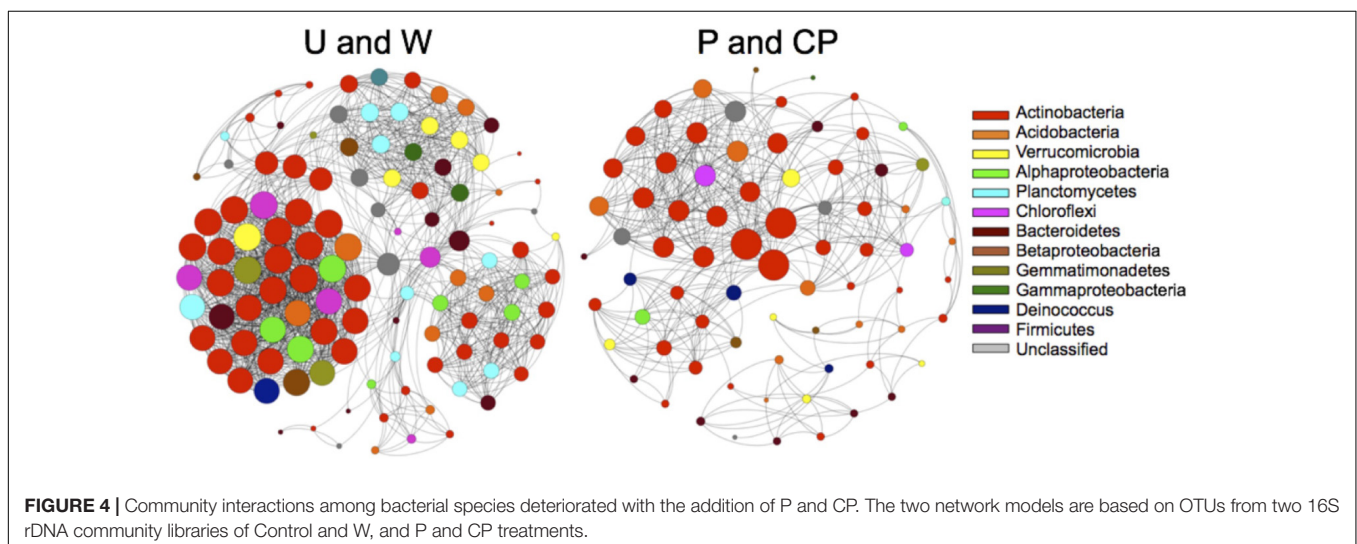 U and W
P and CP
Actinobacteria
Acidobacteria
Verrucomicrobia
Alphaproteobacteria
Planctomycetes
Chloroflexi
Bacteroidetes
Betaproteobacteria
Gemmatimonadetes
Gammaproteobacteria
Deinococcus
Firmicutes
Unclassified
FIGURE 4 | Community interactions among bacterial species deteriorated with the addition of P and CP. The two network models are based on OTUs from two 16S
rDNA community libraries of Control and W, and P and CP treatments.